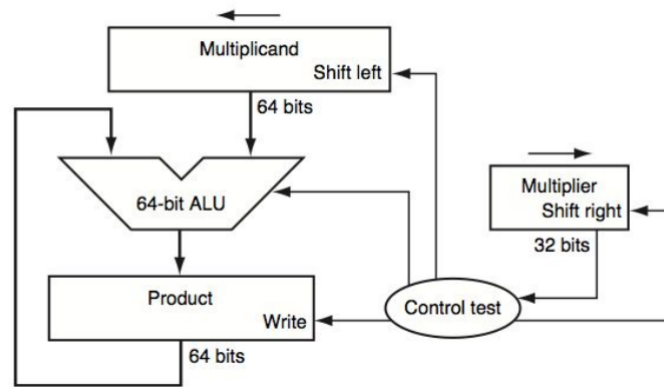 Multiplicand
Shift left
64 bits
64-bit ALU
Multiplier
Shift right
32 bits
Product
Write
Control test
64 bits